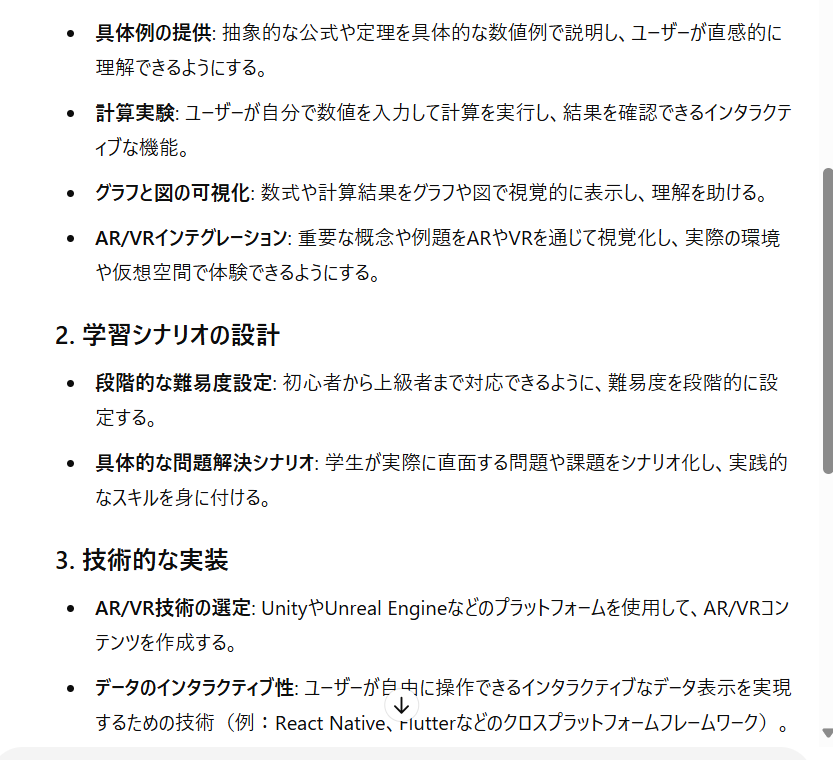 • 具体例の提供: 抽象的な公式や定理を具体的な数値例で説明し、ユーザーが直感的に
理解できるようにする。
• 計算実験: ユーザーが自分で数値を入力して計算を実行し、結果を確認できるインタラクテ
ィブな機能。
• グラフと図の可視化: 数式や計算結果をグラフや図で視覚的に表示し、理解を助ける。
• AR/VRインテグレーション: 重要な概念や例題をARやVRを通じて視覚化し、実際の環境
や仮想空間で体験できるようにする。
2. 学習シナリオの設計
• 段階的な難易度設定: 初心者から上級者まで対応できるように、難易度を段階的に設
定する。
• 具体的な問題解決シナリオ: 学生が実際に直面する問題や課題をシナリオ化し、実践的
なスキルを身に付ける。
3. 技術的な実装
• AR/VR技術の選定: UnityやUnreal Engineなどのプラットフォームを使用して、AR/VRコン
テンツを作成する。
• データのインタラクティブ性: ユーザーが自由に操作できるインタラクティブなデータ表示を実現
するための技術（例：React Native、Flutterなどのクロスプラットフォームフレームワーク）。